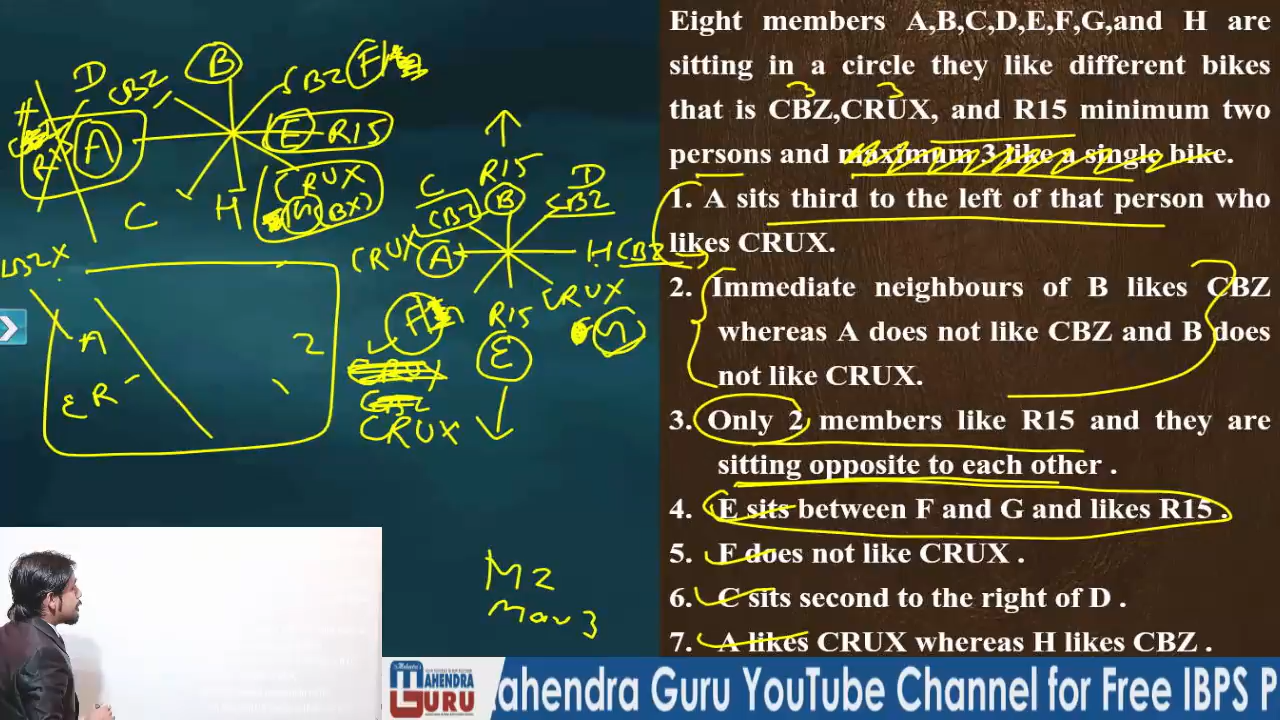 Eight members A,B,C,D,E,F,G,and H are
sitting in a circle they like different bikes
that is CBZ,CRUX, and R15 minimum two
persons and maximum 3 like a single bike.
1. A sits third to the left of that person who
likes CRUX.
2. Immediate neighbours of B likes CBZ
whereas A does not like CBZ and B does
not like CRUX.
3. Only 2 members like R15 and they are
sitting opposite to each other .
4. E sits between F and G and likes R15 .
5. F does not like CRUX .
6. C sits second to the right of D .
7. A likes CRUX whereas H likes CBZ .
D
B
A
E R15
CRUX
C
H
R15
B
C
D
CRUX
A
H CBZ
CRUX
R15
E
CRUX
A
2
E R
M2
3
MAHENDRA
GURU
ahendra Guru YouTube Channel for Free IBPS P